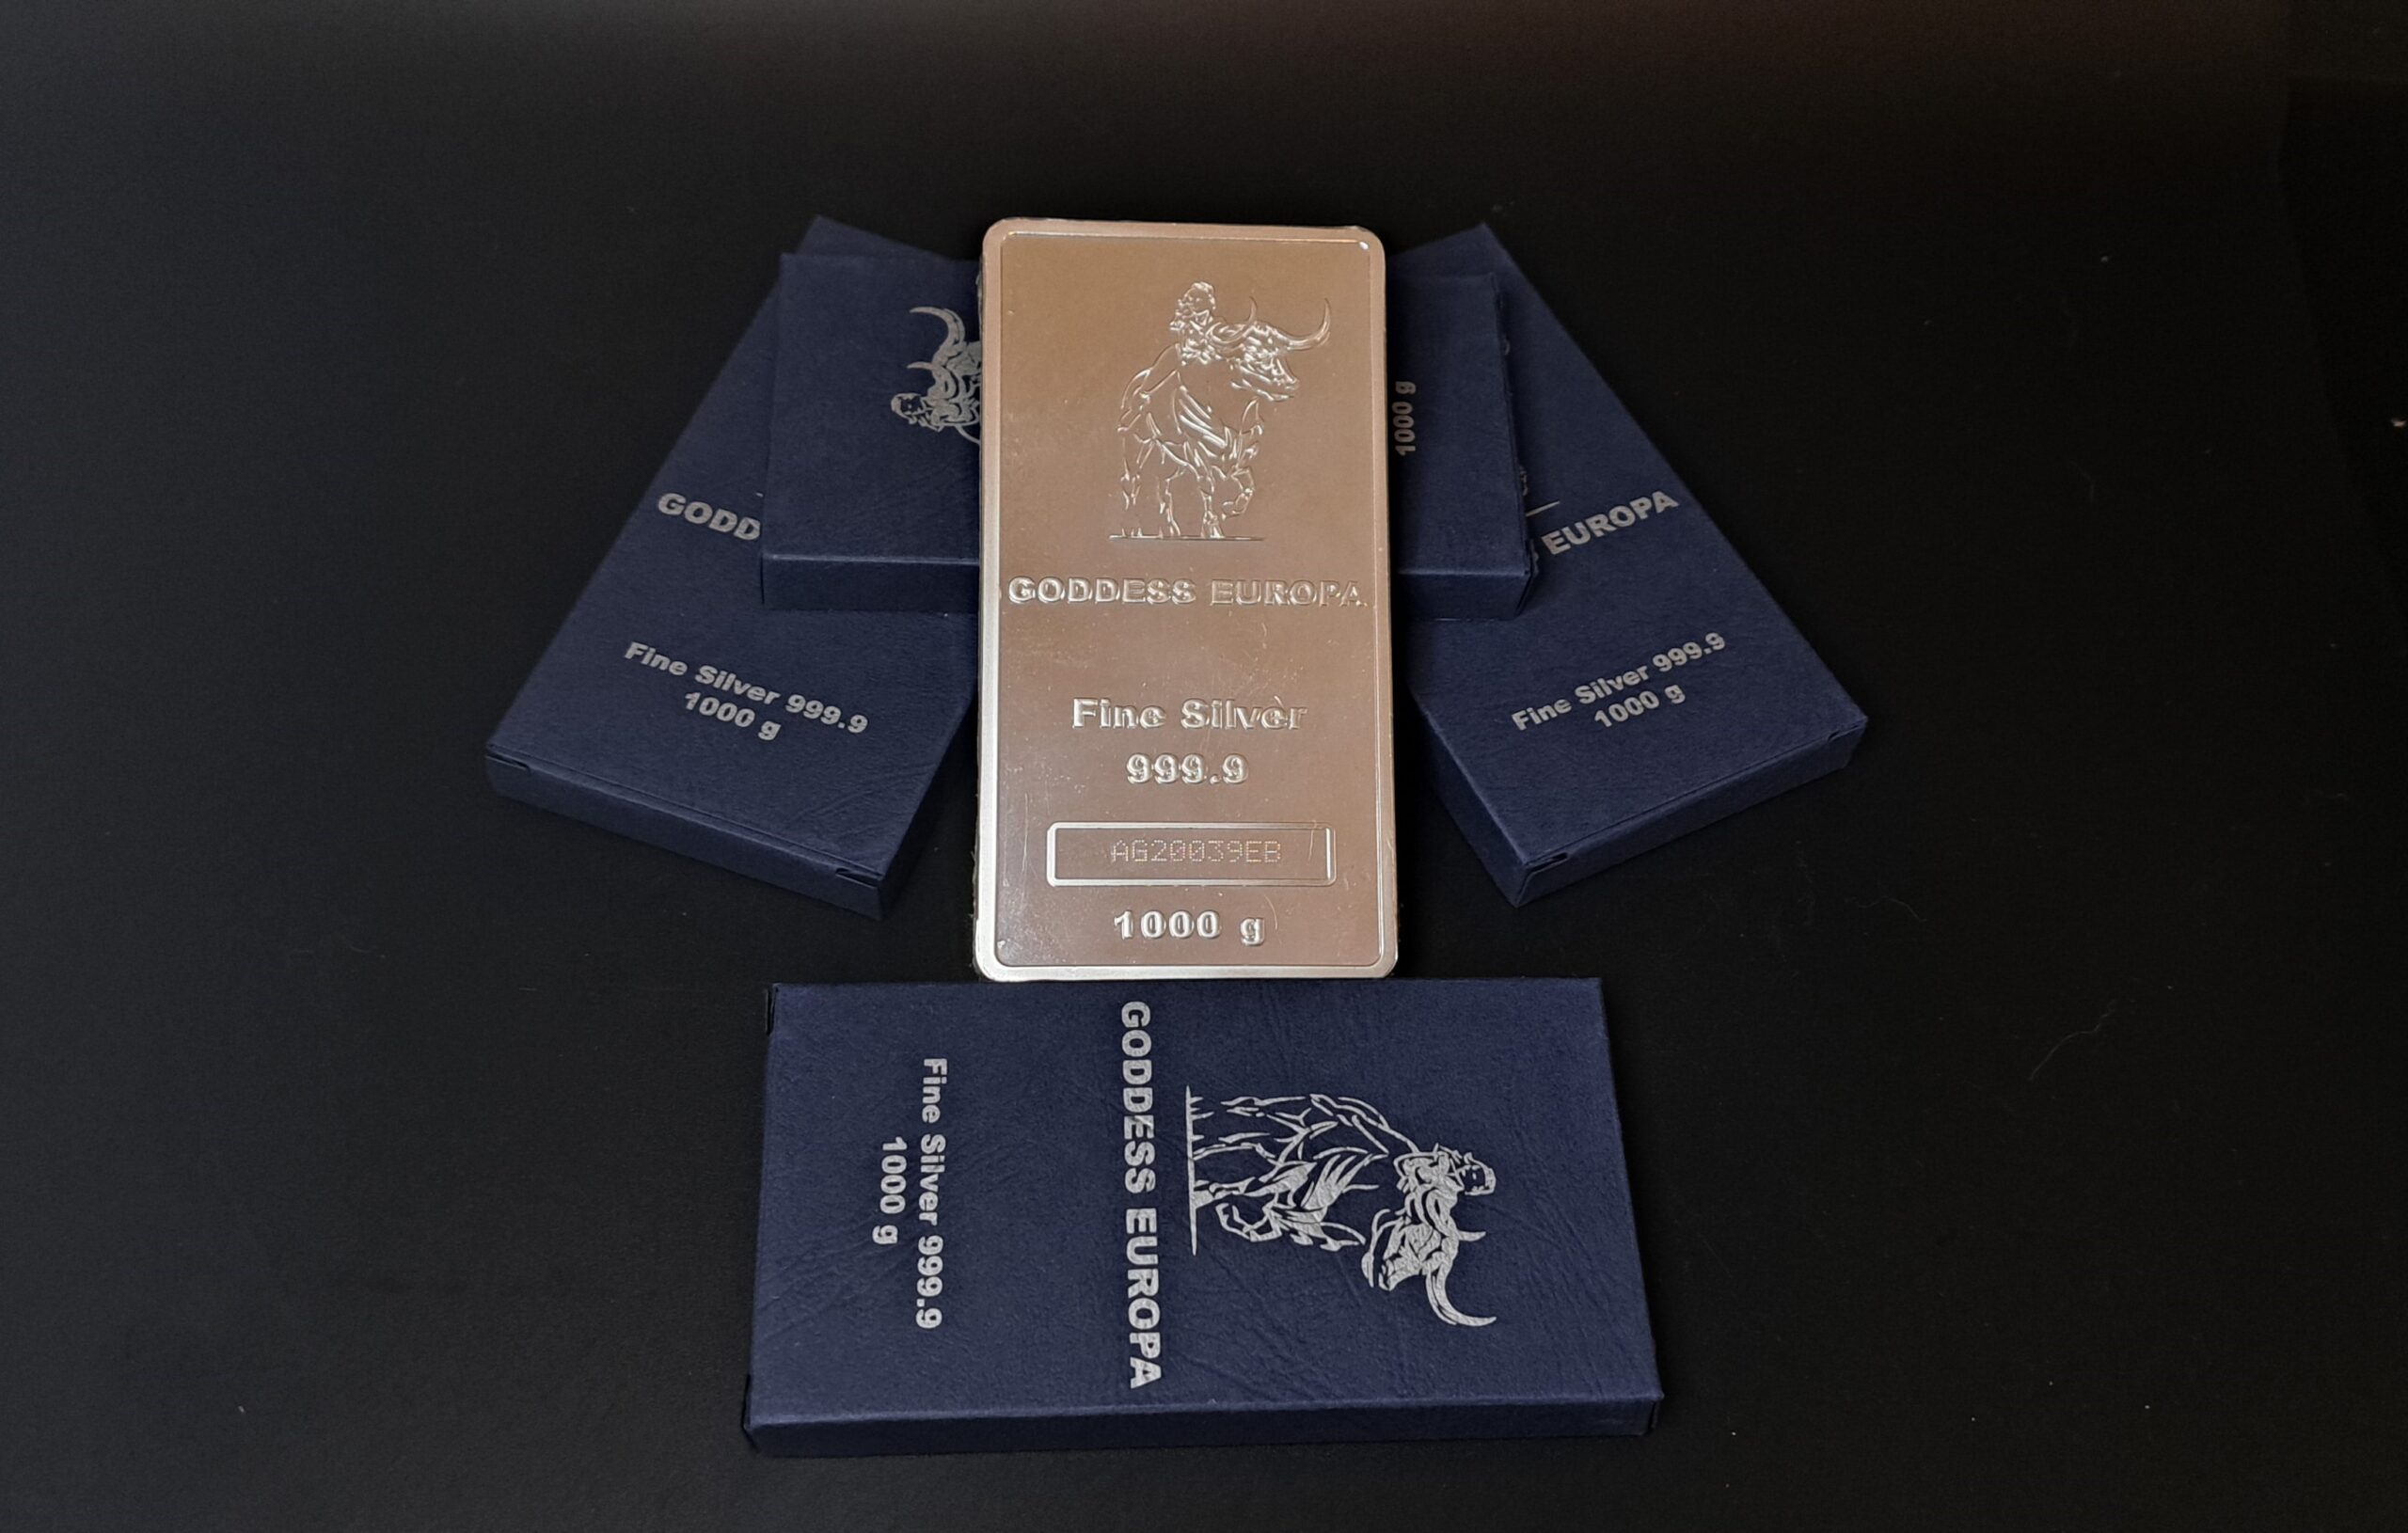 GODDESS EUROPA
Fine Silver
999.9
AG20039EB
1000 g
GODD
Fine Silver 999.9
1000 g
1000 g
EUROPA
Fine Silver 999.9
1000 g
GODDESS EUROPA
Fine Silver 999.9
1000 g